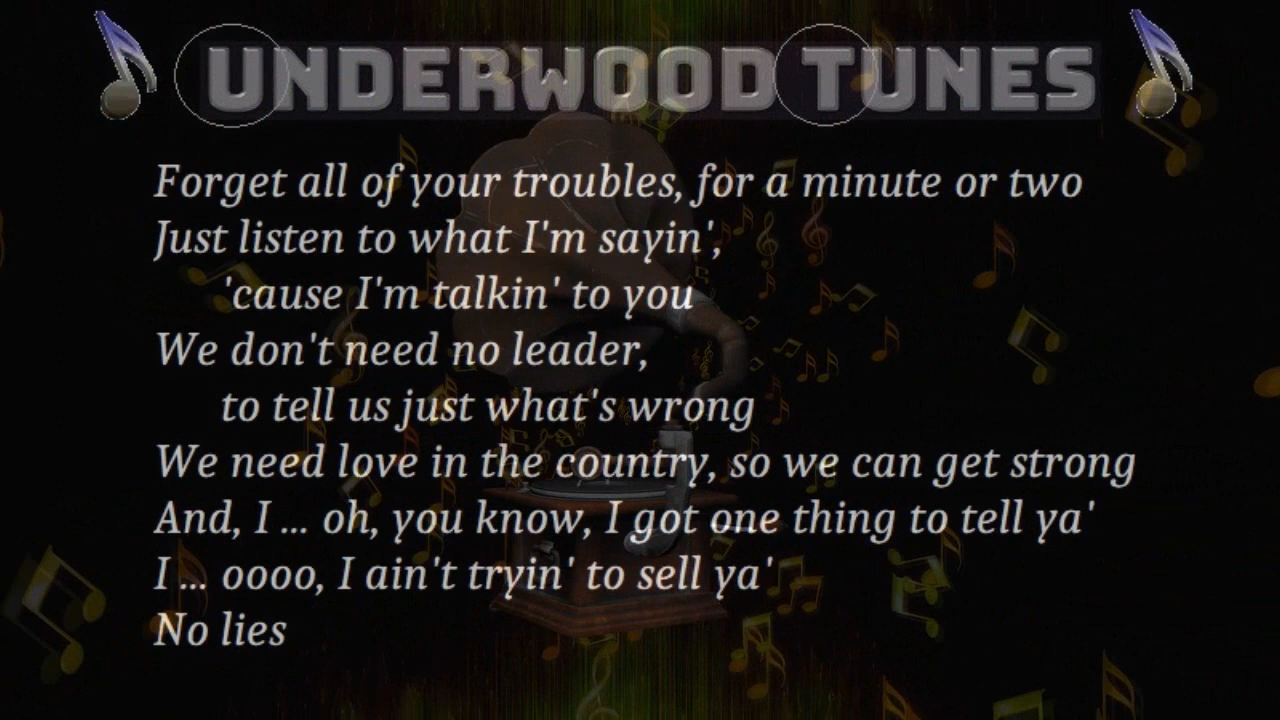 UNDERWOOD TUNES
Forget all of your troubles, for a minute or two
Just listen to what I'm sayin',
'cause I'm talkin' to you
We don't need no leader,
to tell us just what's wrong
We need love in the country, so we can get strong
And, I ... oh, you know, I got one thing to tell ya'
I ... oooo, I ain't tryin' to sell ya'
No lies